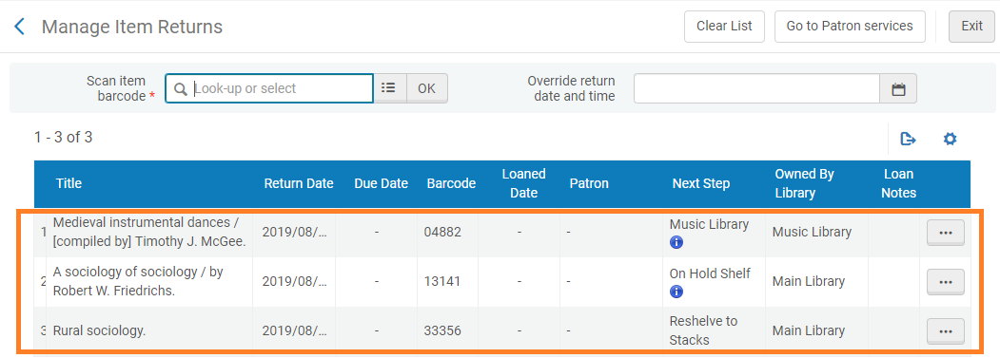 Manage Item Returns
Clear List
Go to Patron services
Exit
Scan item
barcode *
Look-up or select
OK
Override return
date and time
1 - 3 of 3
Title
Return Date
Due Date
Barcode
Loaned
Date
Patron
Next Step
Owned By
Library
Loan
Notes
1
Medieval instrumental dances /
[compiled by] Timothy J. McGee.
2019/08/...
-
04882
-
-
Music Library
Music Library
...
2
A sociology of sociology / by
Robert W. Friedrichs.
2019/08/...
-
13141
-
-
On Hold Shelf
Main Library
...
3
Rural sociology.
2019/08/...
-
33356
-
-
Reshelve to
Stacks
Main Library
...